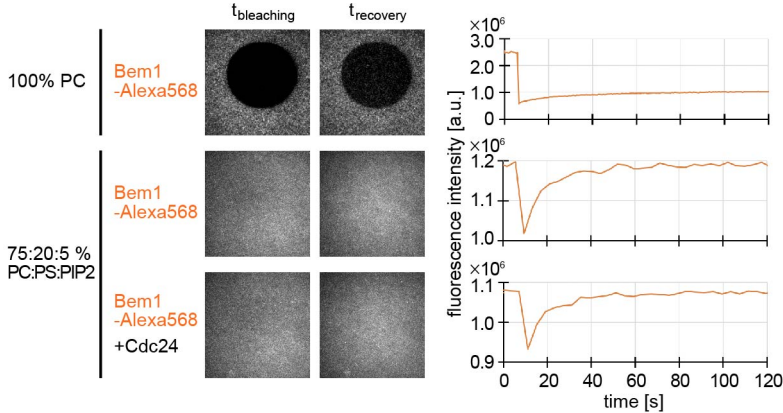 t_bleaching t_recovery
100% PC
Bem1
-Alexa568
75:20:5 %
PC:PS:PIP2
Bem1
-Alexa568
Bem1
-Alexa568
+Cdc24
fluorescence intensity [a.u.]
×10⁶
3.0
2.0
1.0
0
×10⁶
1.2
1.1
1.0
×10⁶
1.1
1.0
0.9
0 20 40 60 80 100 120
time [s]